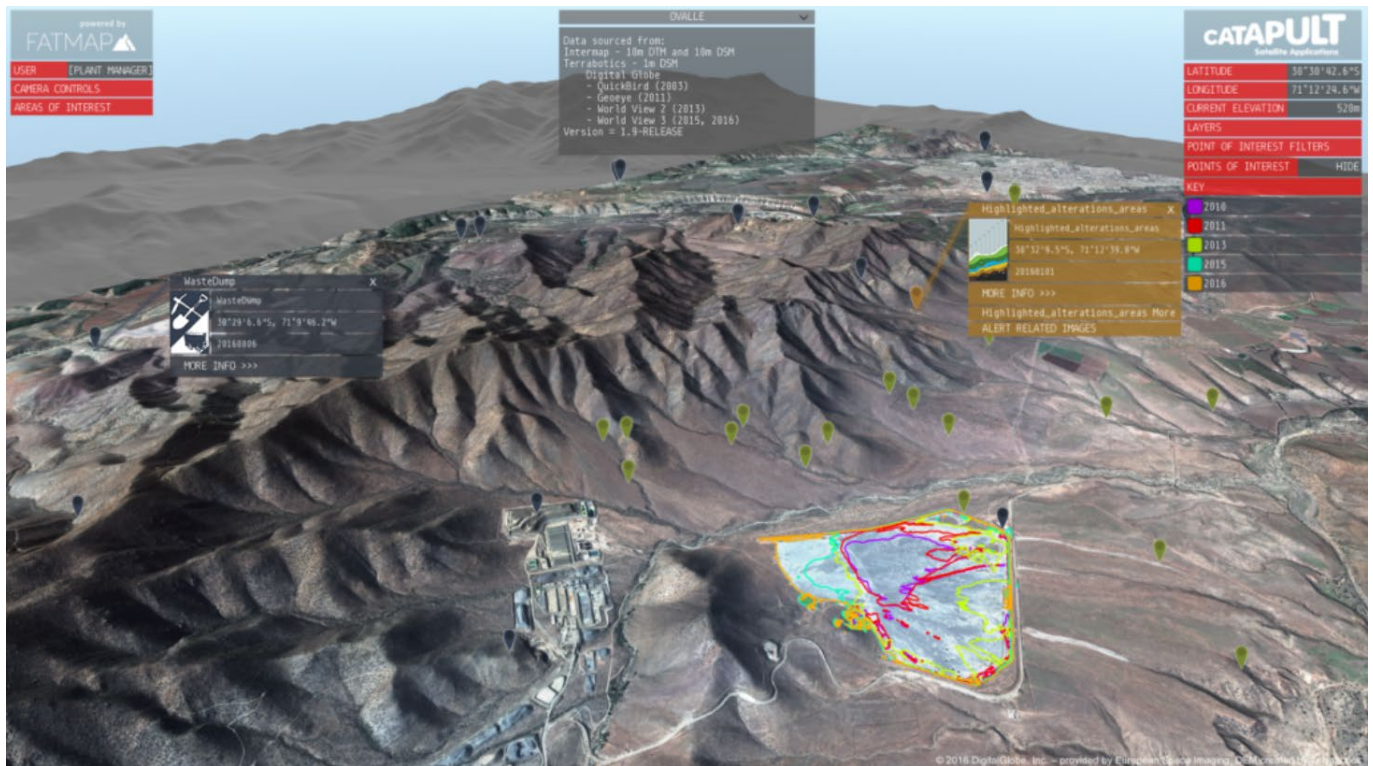 powered by
FATMAP
USER [PLANT MANAGER]
CAMERA CONTROLS
AREAS OF INTEREST
OVALLE
Data sourced from:
Intermap - 10m DTM and 10m DSM
Terrabotics - 1m DSM
Digital Globe
- QuickBird (2003)
- Geoeye (2011)
- World View 2 (2013)
- World View 3 (2015, 2016)
Version = 1.9-RELEASE
CATAPULT
Satellite Applications
LATITUDE 30°30'42.6"S
LONGITUDE 71°12'24.6"W
CURRENT ELEVATION 520m
LAYERS
POINT OF INTEREST FILTERS
POINTS OF INTEREST HIDE
KEY
2010
2011
2013
2015
2016
Highlighted_alterations_areas X
Highlighted_alterations_areas
30°32'9.5"S, 71°12'39.8"W
20160101
MORE INFO >>>
Highlighted_alterations_areas More
ALERT RELATED IMAGES
WasteDump X
WasteDump
30°29'6.6"S, 71°9'46.2"W
20160806
MORE INFO >>>
© 2016 DigitalGlobe, Inc. – provided by European Space Imaging, DEM created by